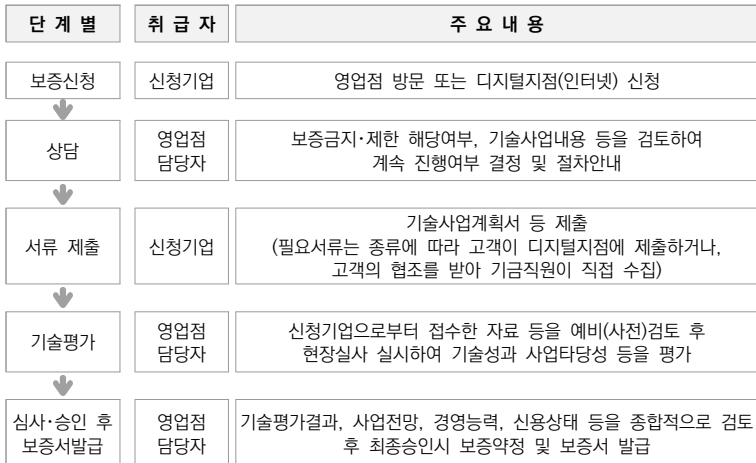 단 계 별 취 급 자 주 요 내 용
보증신청 신청기업 영업점 방문 또는 디지털지점(인터넷) 신청
상담 영업점 담당자 보증금지·제한 해당여부, 기술사업내용 등을 검토하여
계속 진행여부 결정 및 절차안내
서류 제출 신청기업 기술사업계획서 등 제출
(필요서류는 종류에 따라 고객이 디지털지점에 제출하거나,
고객의 협조를 받아 기금직원이 직접 수집)
기술평가 영업점 담당자 신청기업으로부터 접수한 자료 등을 예비(사전)검토 후
현장실사 실시하여 기술성과 사업타당성 등을 평가
심사·승인 후 보증서발급 영업점 담당자 기술평가결과, 사업전망, 경영능력, 신용상태 등을 종합적으로 검토
후 최종승인시 보증약정 및 보증서 발급